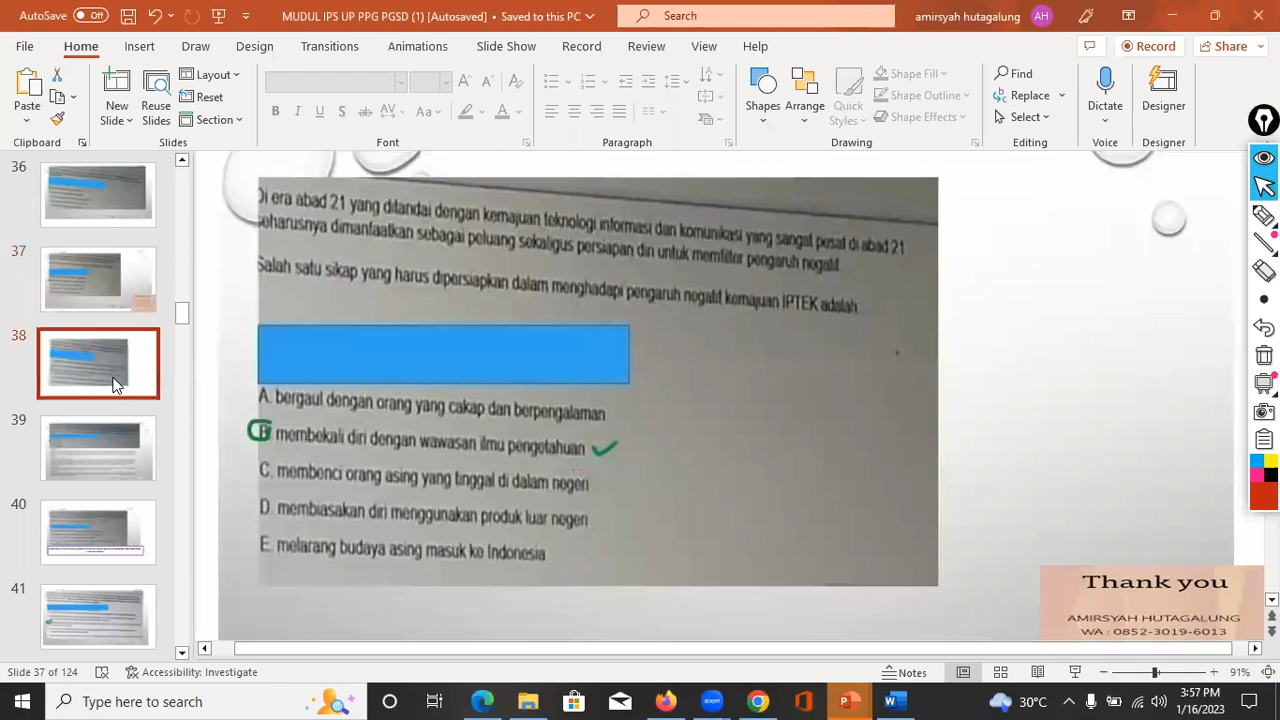 AutoSave Off MUDUL IPS UP PPG PGSD (1) [Autosaved] • Saved to this PC Search amirsyah hutagalung AH
File Home Insert Draw Design Transitions Animations Slide Show Record Review View Help Record Share
Paste New Slide Reuse Slides Layout Reset Section Shapes Arrange Quick Styles Shape Fill Shape Outline Shape Effects Find Replace Select Dictate Designer
Clipboard Slides Font Paragraph Drawing Editing Voice Designer
36
37
38
39
40
41
Di era abad 21 yang ditandai dengan kemajuan teknologi informasi dan komunikasi yang sangat pesat di abad 21
seharusnya dimanfaatkan sebagai peluang sekaligus persiapan diri untuk memfilter pengaruh negatif.
Salah satu sikap yang harus dipersiapkan dalam menghadapi pengaruh negatif kemajuan IPTEK adalah
A. bergaul dengan orang yang cakap dan berpengalaman
B. membekali diri dengan wawasan ilmu pengetahuan
C. membenci orang asing yang tinggal di dalam negeri
D. membiasakan diri menggunakan produk luar negeri
E. melarang budaya asing masuk ke Indonesia
Thank you
AMIRSYAH HUTAGALUNG
WA : 0852-3019-6013
Slide 37 of 124 Accessibility: Investigate Notes 91%
Type here to search zoom 30°C 3:57 PM
1/16/2023